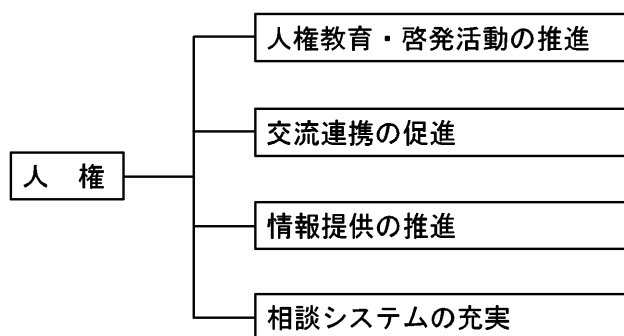 人権教育・啓発活動の推進
交流連携の促進
人　権
情報提供の推進
相談システムの充実